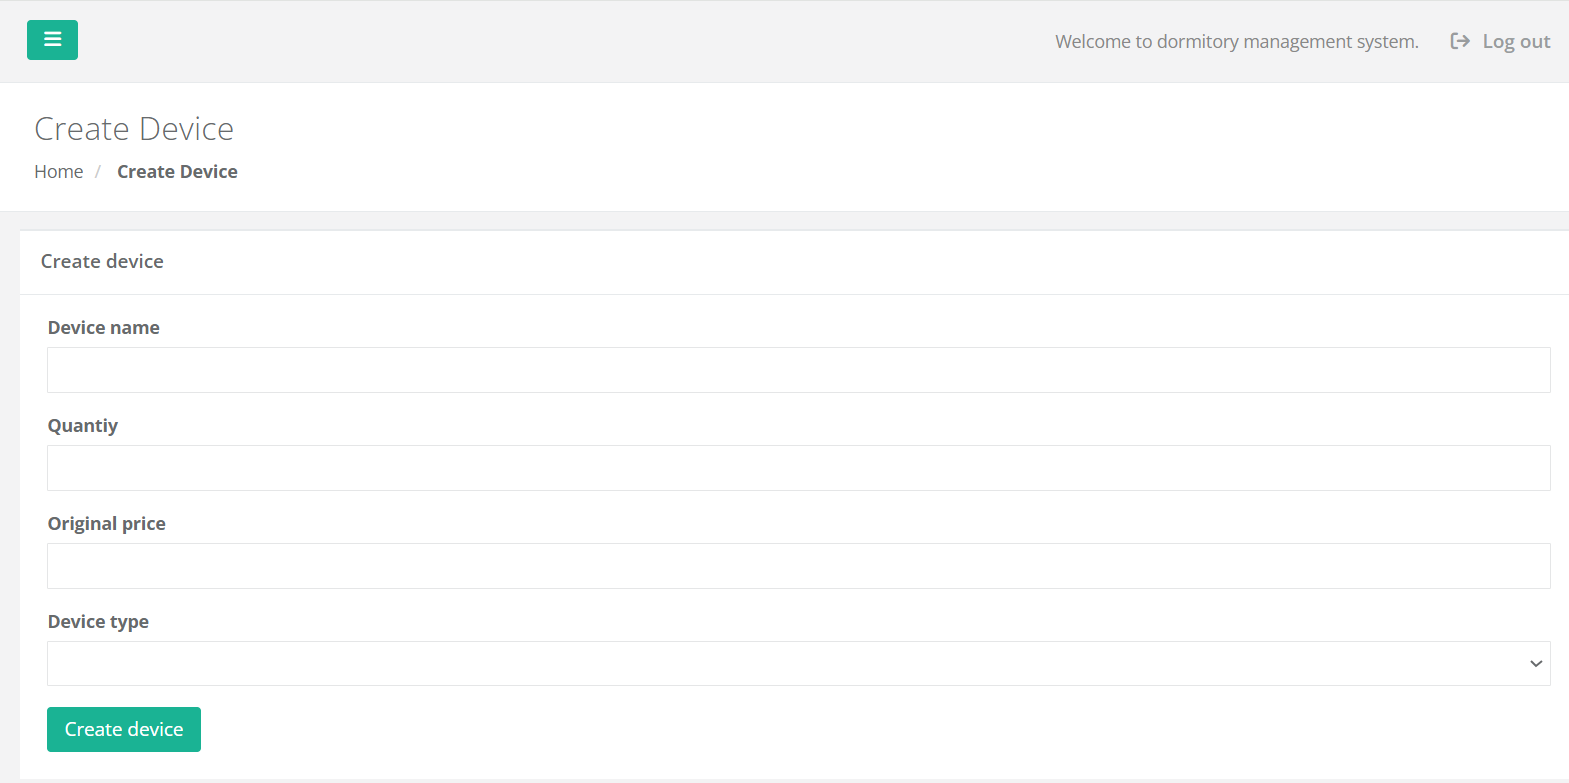 Welcome to dormitory management system. Log out
Create Device
Home / Create Device
Create device
Device name
Quantiy
Original price
Device type
Create device